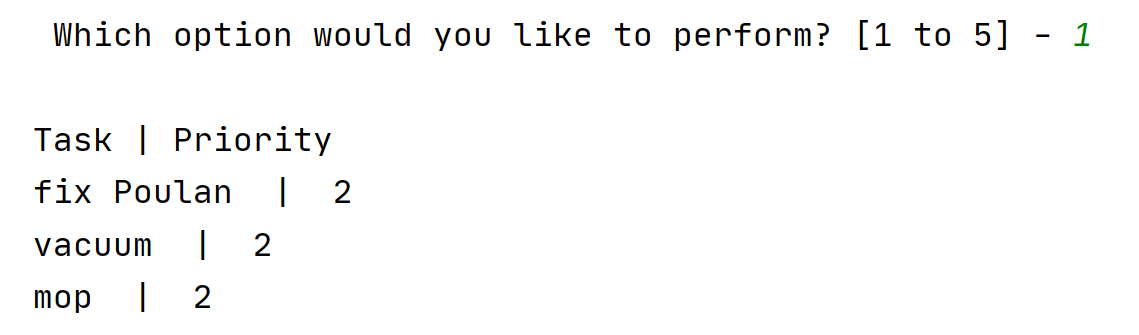 Which option would you like to perform? [1 to 5] - 1
Task | Priority
fix Poulan  |  2
vacuum  |  2
mop  |  2